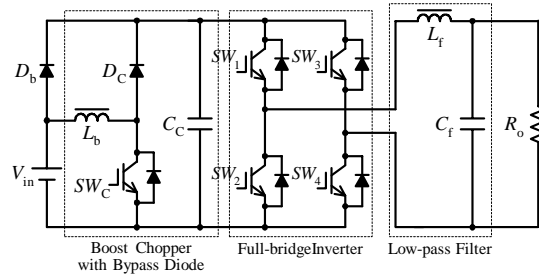 D_b
D_C
L_b
V_in
SW_C
C_C
SW_1
SW_3
SW_2
SW_4
L_f
C_f
R_o
Boost Chopper
with Bypass Diode
Full-bridgeInverter
Low-pass Filter